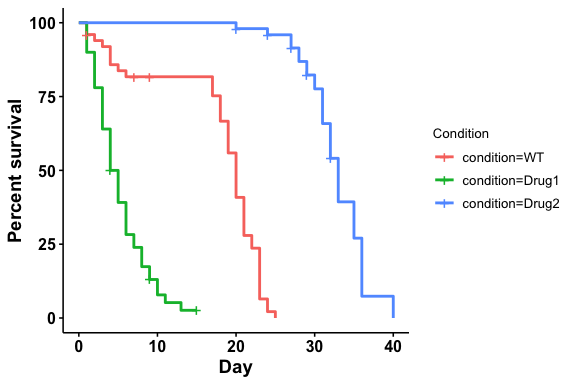 100
75
50
25
0
Percent survival
0 10 20 30 40
Day
Condition
condition=WT
condition=Drug1
condition=Drug2